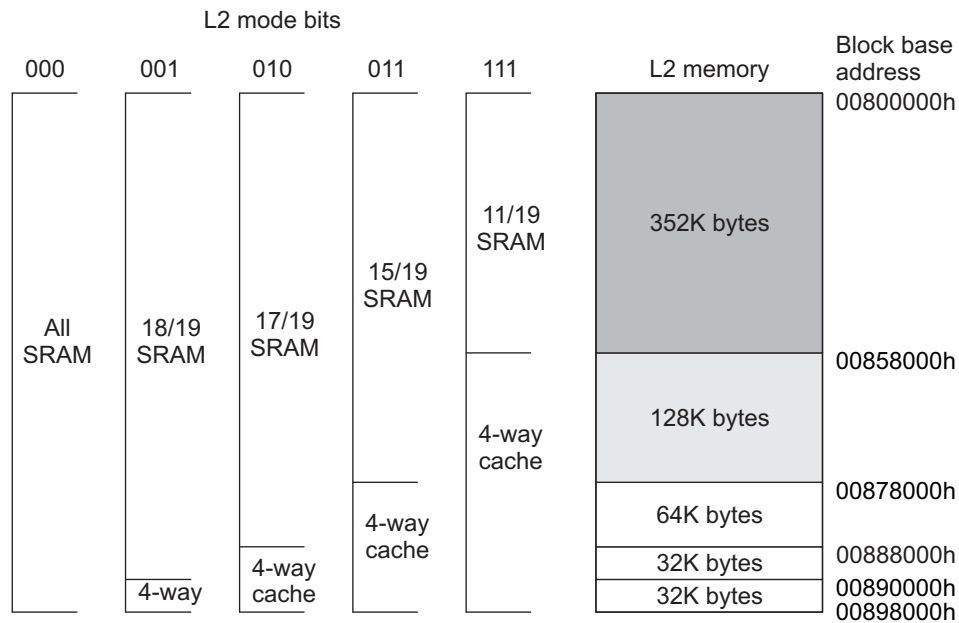 L2 mode bits
000 001 010 011 111 L2 memory Block base
address
00800000h
11/19
SRAM
352K bytes
15/19
SRAM
17/19
SRAM
All
SRAM
18/19
SRAM
00858000h
128K bytes
4-way
cache
00878000h
64K bytes
4-way
cache
00888000h
32K bytes
4-way
cache
00890000h
4-way
32K bytes
00898000h